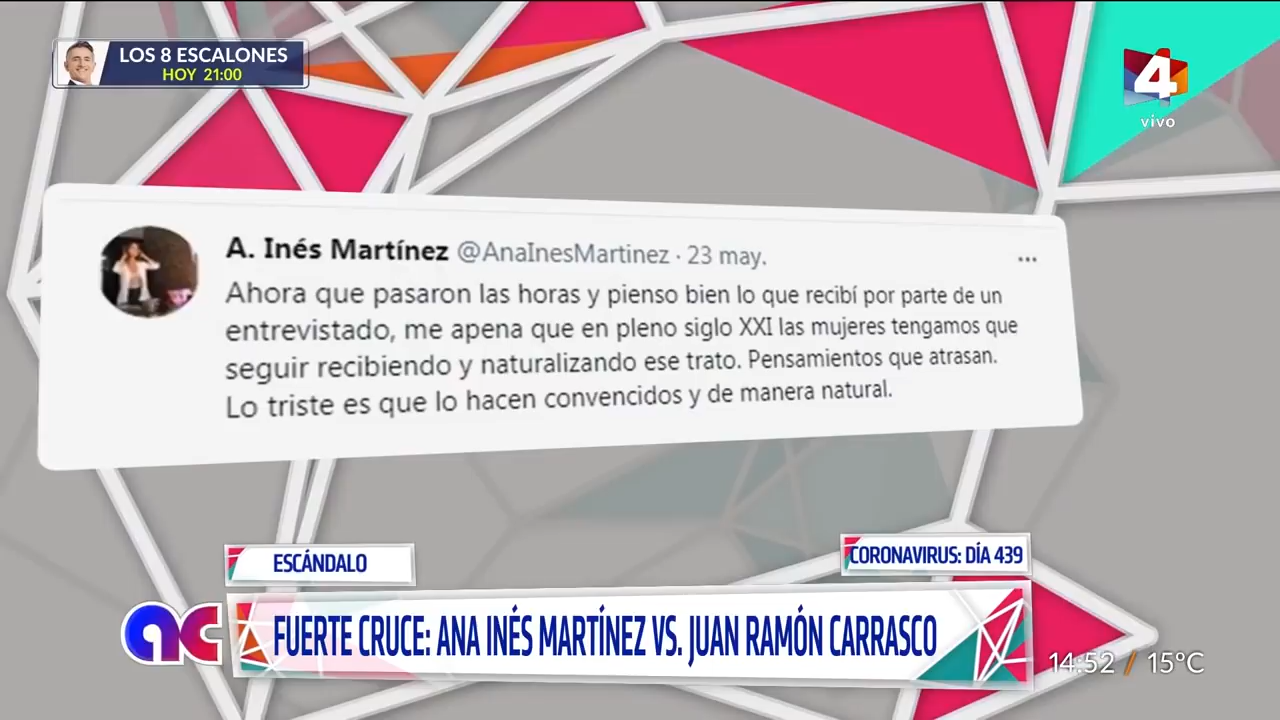 LOS 8 ESCALONES
HOY 21:00
4
vivo
A. Inés Martínez @AnaInesMartinez · 23 may.
Ahora que pasaron las horas y pienso bien lo que recibí por parte de un
entrevistado, me apena que en pleno siglo XXI las mujeres tengamos que
seguir recibiendo y naturalizando ese trato. Pensamientos que atrasan.
Lo triste es que lo hacen convencidos y de manera natural.
ESCÁNDALO
CORONAVIRUS: DÍA 439
ac
FUERTE CRUCE: ANA INÉS MARTÍNEZ VS. JUAN RAMÓN CARRASCO
14:52 / 15°C